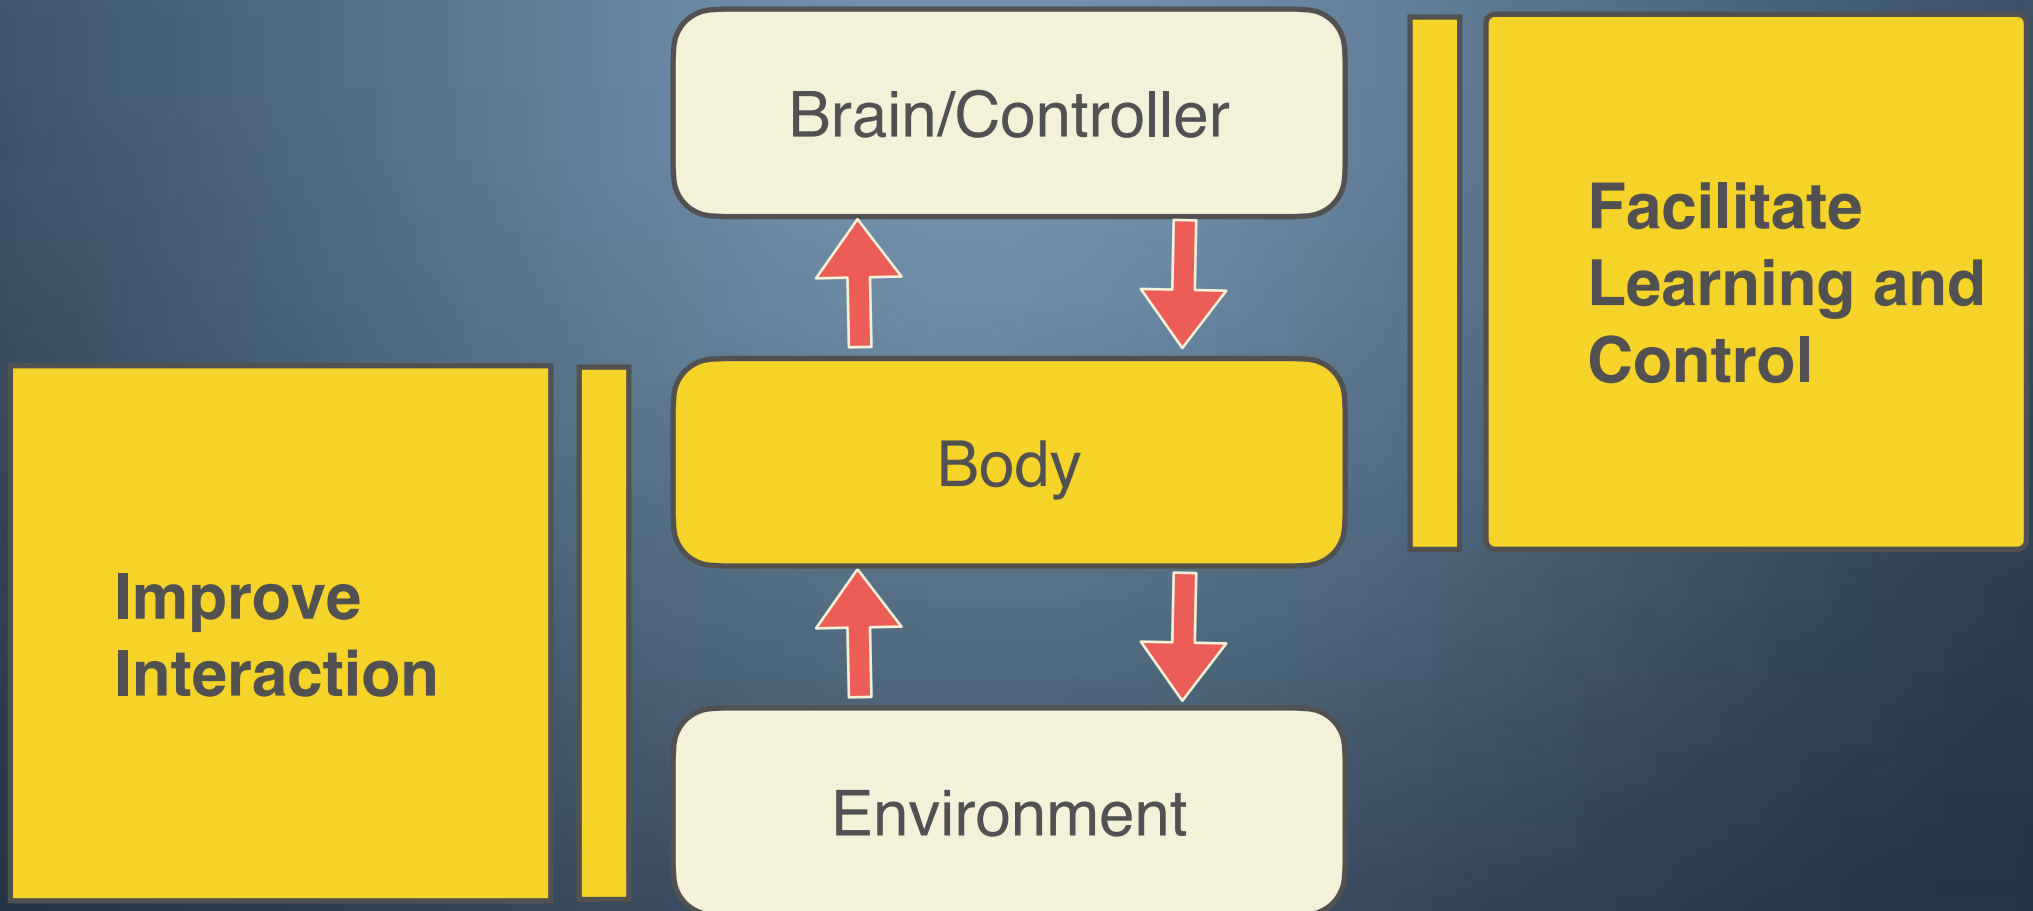 Brain/Controller
Facilitate
Learning and
Control
Body
Improve
Interaction
Environment